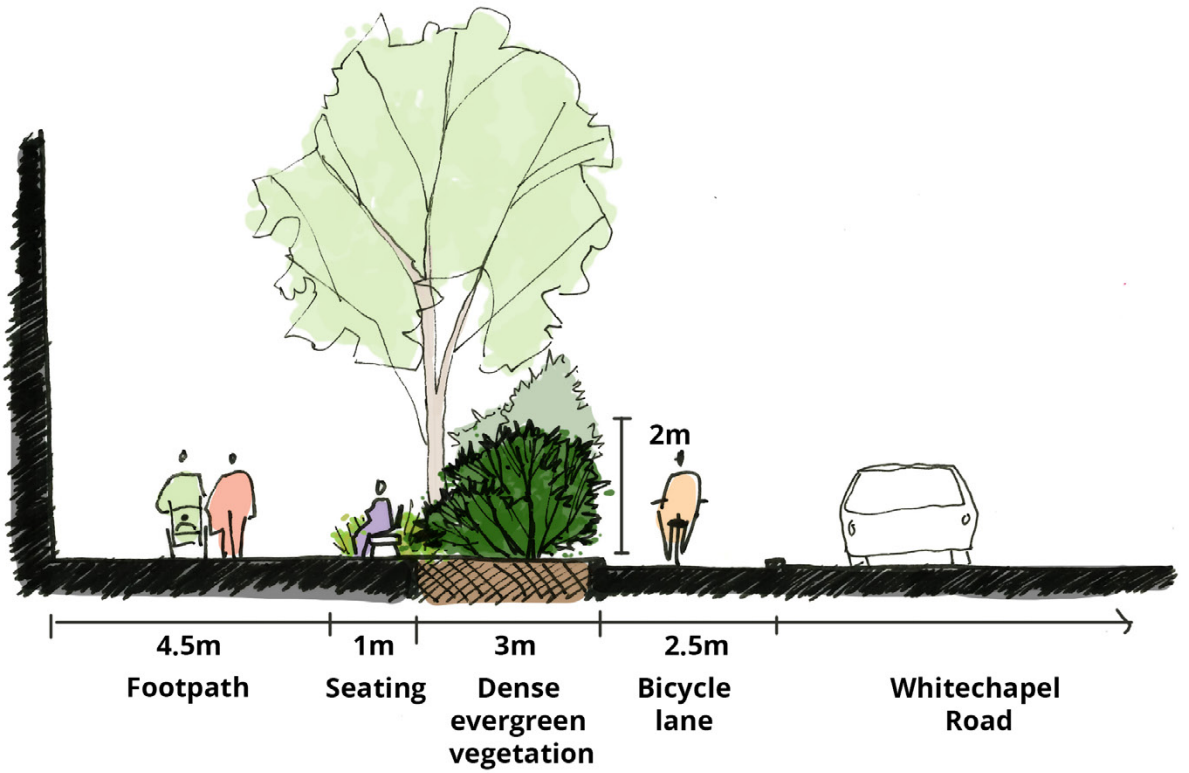 2m
4.5m
1m
3m
2.5m
Footpath
Seating
Dense
evergreen
vegetation
Bicycle
lane
Whitechapel
Road